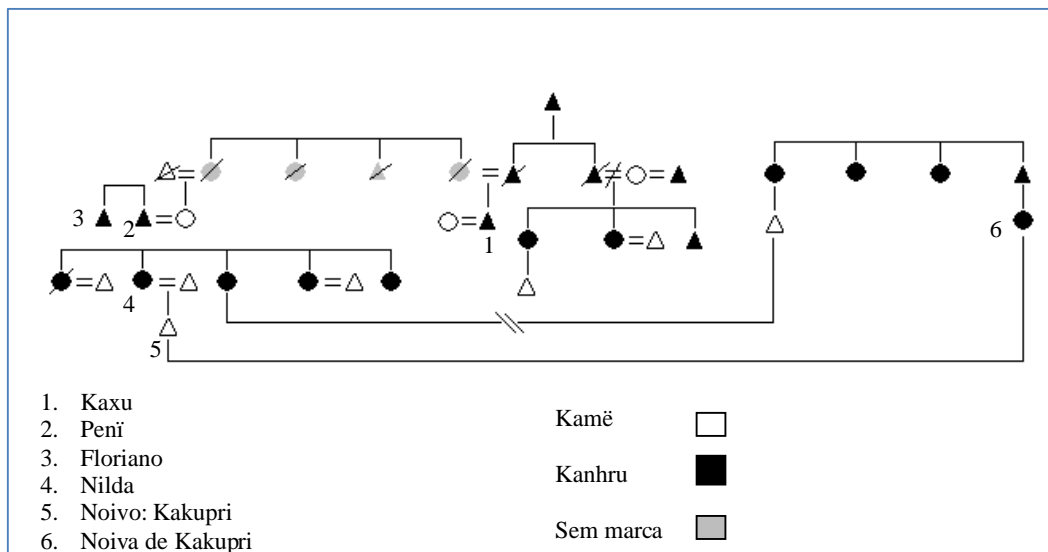 3
2
1
6
4
5
1. Kaxu
2. Penï
3. Floriano
4. Nilda
5. Noivo: Kakupri
6. Noiva de Kakupri
Kamë
Kanhru
Sem marca